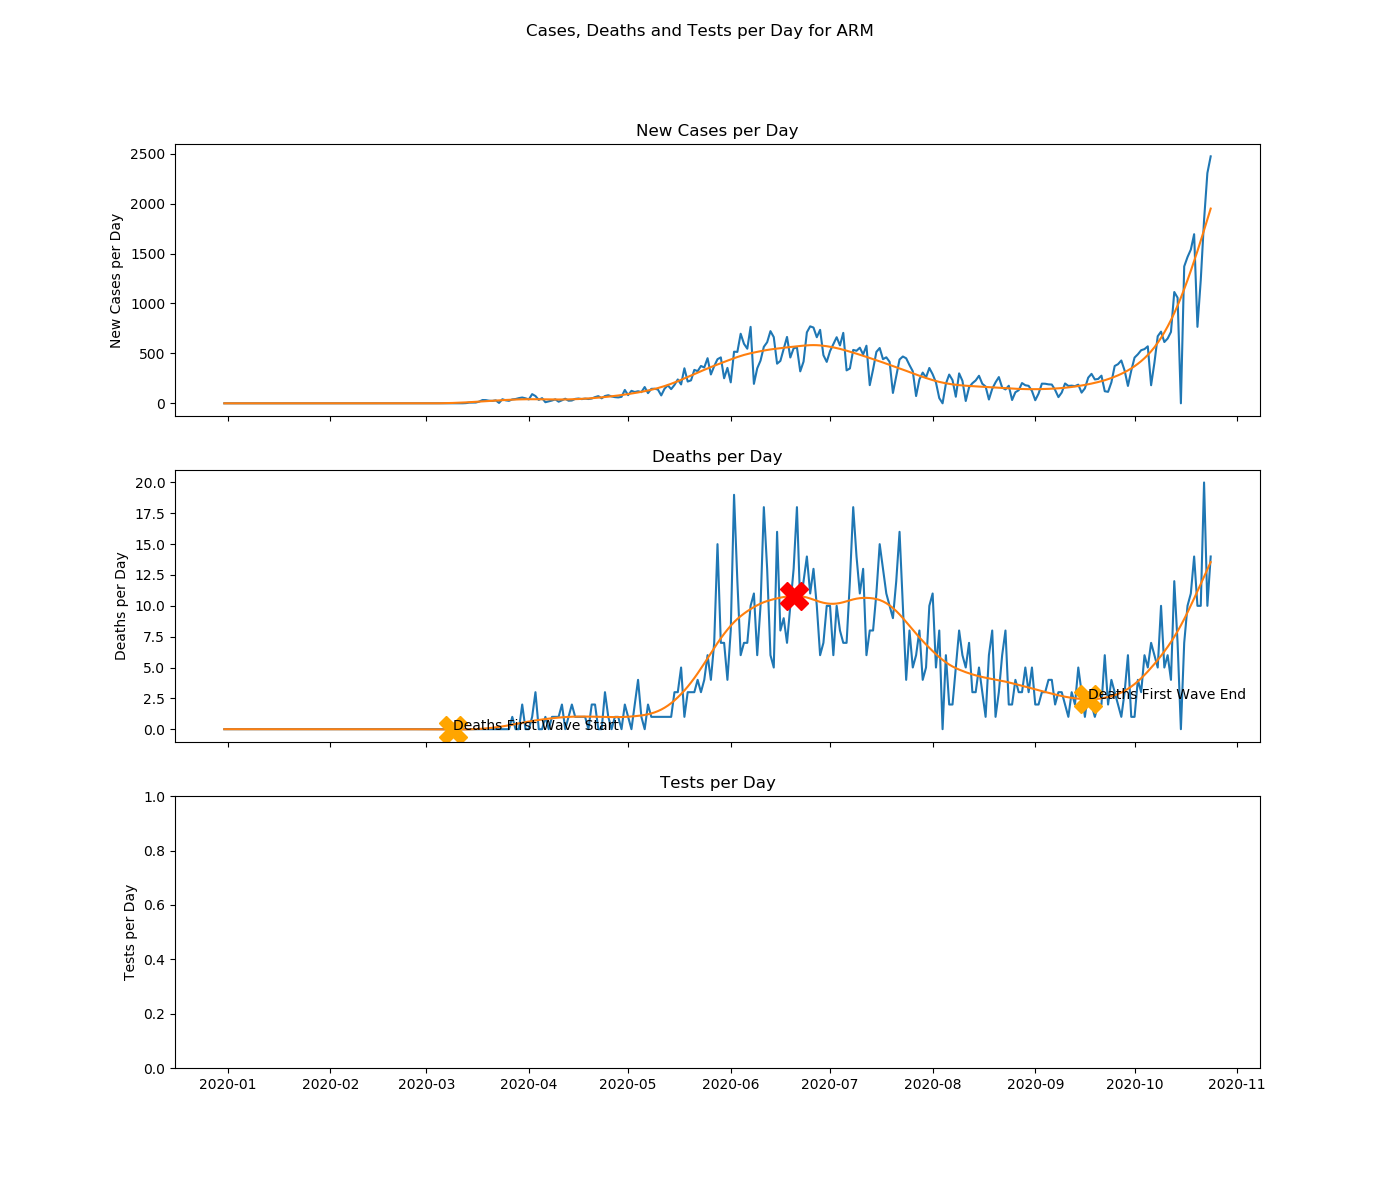 Cases, Deaths and Tests per Day for ARM
New Cases per Day
New Cases per Day
2500
2000
1500
1000
500
0
Deaths per Day
Deaths per Day
20.0
17.5
15.0
12.5
10.0
7.5
5.0
2.5
0.0
Deaths First Wave Start
Deaths First Wave End
Tests per Day
Tests per Day
1.0
0.8
0.6
0.4
0.2
0.0
2020-01 2020-02 2020-03 2020-04 2020-05 2020-06 2020-07 2020-08 2020-09 2020-10 2020-11